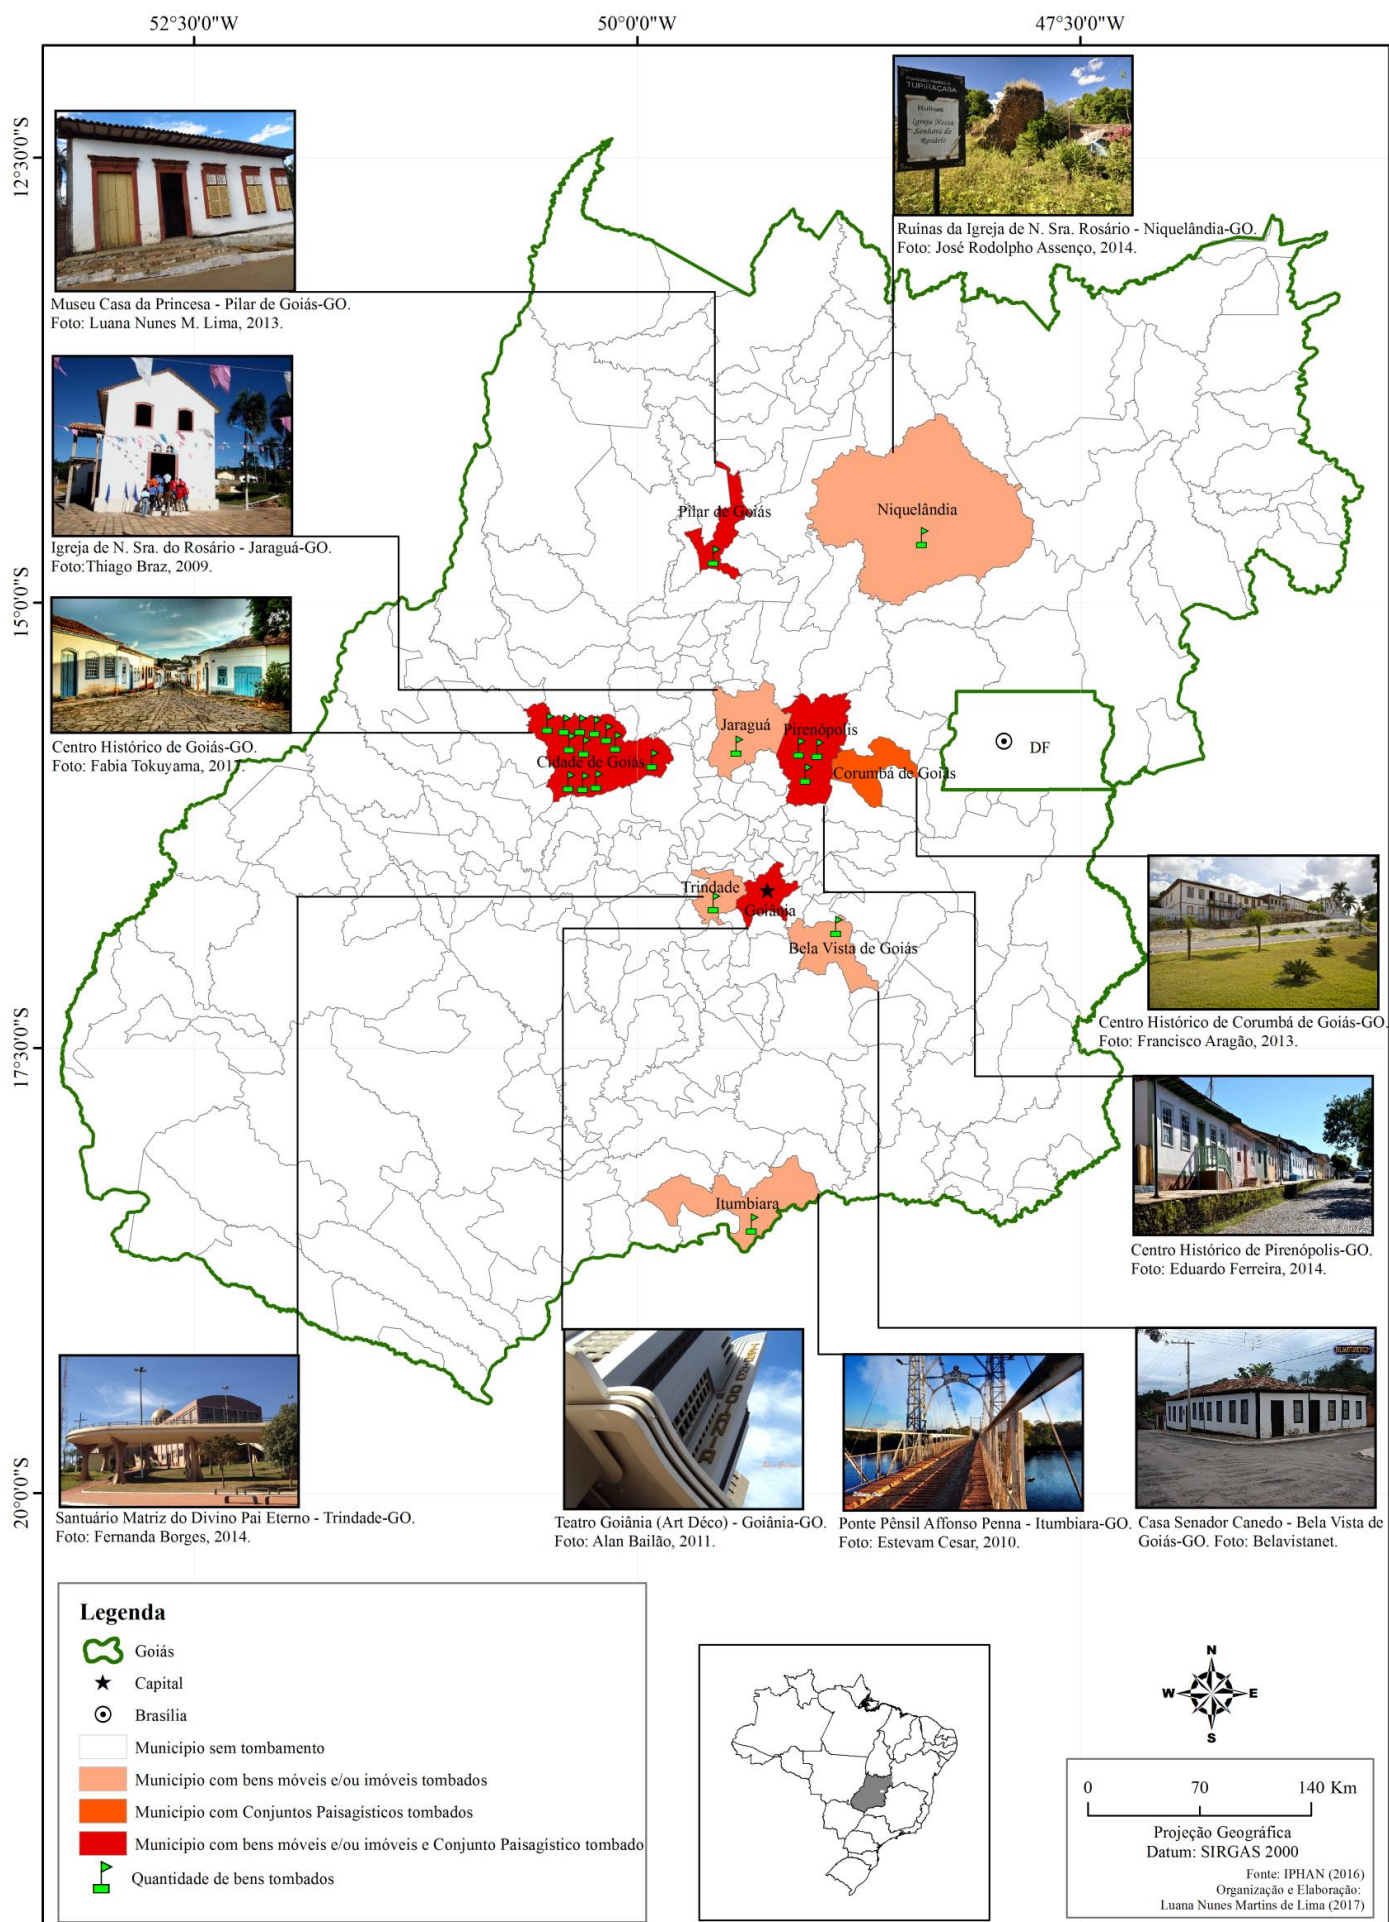 52°30'0"W
50°0'0"W
47°30'0"W
12°30'0"S
15°0'0"S
17°30'0"S
20°0'0"S
TUPIRAÇABA
Igreja Nossa
Senhora do
Rosário
Ruínas da Igreja de N. Sra. Rosário - Niquelândia-GO.
Foto: José Rodolpho Assenço, 2014.
Museu Casa da Princesa - Pilar de Goiás-GO.
Foto: Luana Nunes M. Lima, 2013.
Igreja de N. Sra. do Rosário - Jaraguá-GO.
Foto:Thiago Braz, 2009.
Centro Histórico de Goiás-GO.
Foto: Fabia Tokuyama, 2017.
Pilar de Goiás
Niquelândia
Jaraguá
Pirenópolis
Cidade de Goiás
Corumbá de Goiás
DF
Trindade
Goiânia
Bela Vista de Goiás
Itumbiara
Centro Histórico de Corumbá de Goiás-GO.
Foto: Francisco Aragão, 2013.
Centro Histórico de Pirenópolis-GO.
Foto: Eduardo Ferreira, 2014.
Santuário Matriz do Divino Pai Eterno - Trindade-GO.
Foto: Fernanda Borges, 2014.
Teatro Goiânia (Art Déco) - Goiânia-GO.
Foto: Alan Bailão, 2011.
Ponte Pênsil Affonso Penna - Itumbiara-GO.
Foto: Estevam Cesar, 2010.
Casa Senador Canedo - Bela Vista de
Goiás-GO. Foto: Belavistanet.
Legenda
Goiás
Capital
Brasília
Município sem tombamento
Município com bens móveis e/ou imóveis tombados
Município com Conjuntos Paisagísticos tombados
Município com bens móveis e/ou imóveis e Conjunto Paisagístico tombado
Quantidade de bens tombados
N
W
E
S
0 70 140 Km
Projeção Geográfica
Datum: SIRGAS 2000
Fonte: IPHAN (2016)
Organização e Elaboração:
Luana Nunes Martins de Lima (2017)